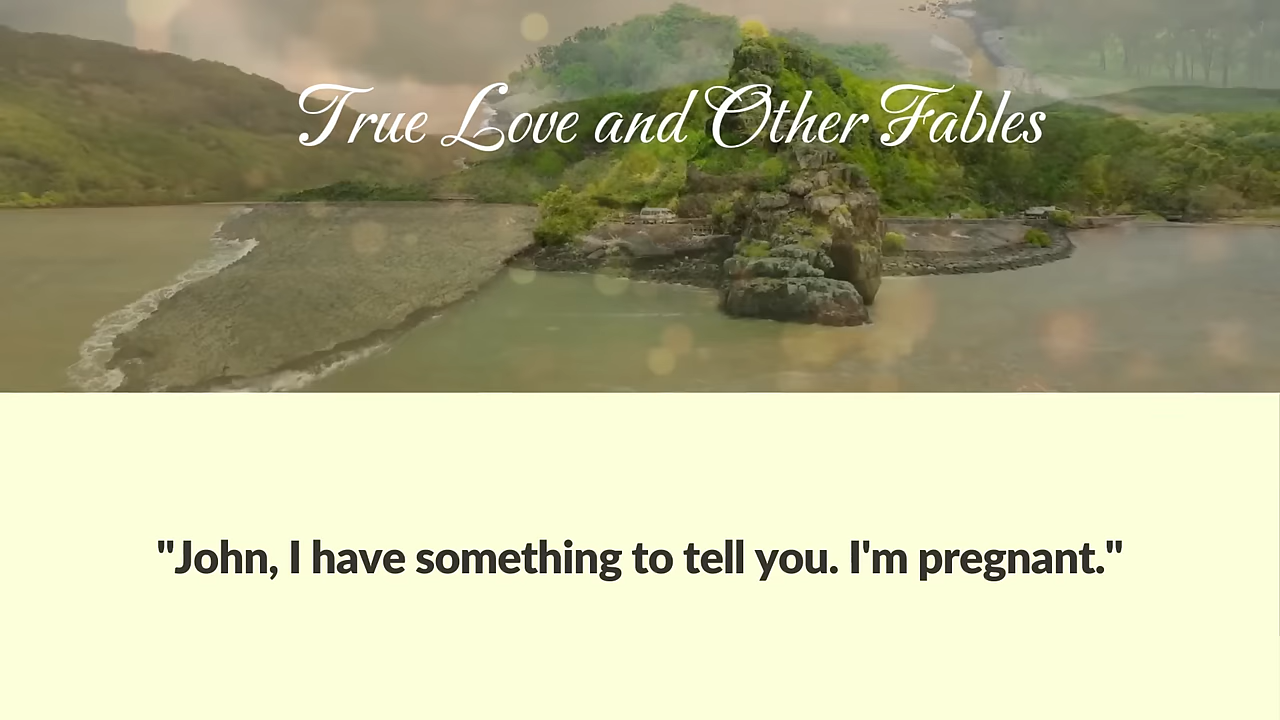 True Love and Other Fables
"John, I have something to tell you. I'm pregnant."